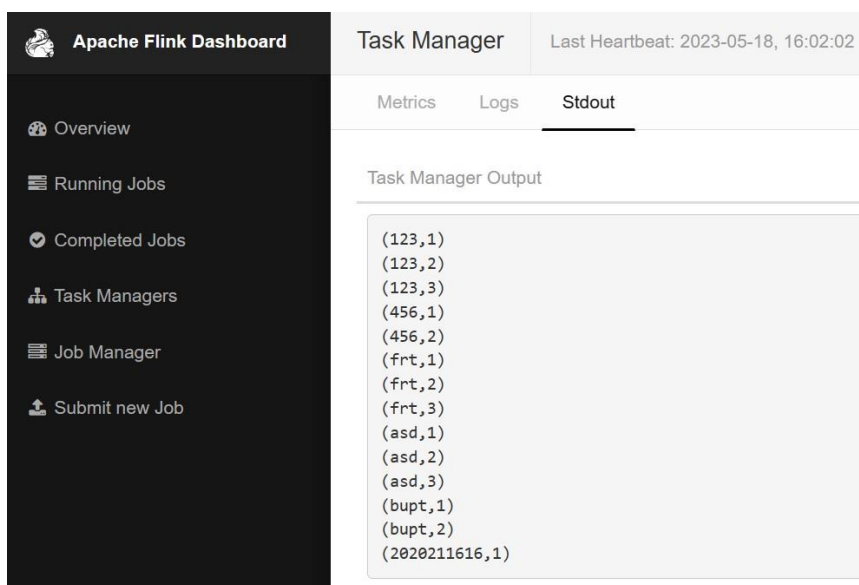 Apache Flink Dashboard
Overview
Running Jobs
Completed Jobs
Task Managers
Job Manager
Submit new Job
Task Manager
Last Heartbeat: 2023-05-18, 16:02:02
Metrics
Logs
Stdout
Task Manager Output
(123,1)
(123,2)
(123,3)
(456,1)
(456,2)
(frt,1)
(frt,2)
(frt,3)
(asd,1)
(asd,2)
(asd,3)
(bupt,1)
(bupt,2)
(2020211616,1)